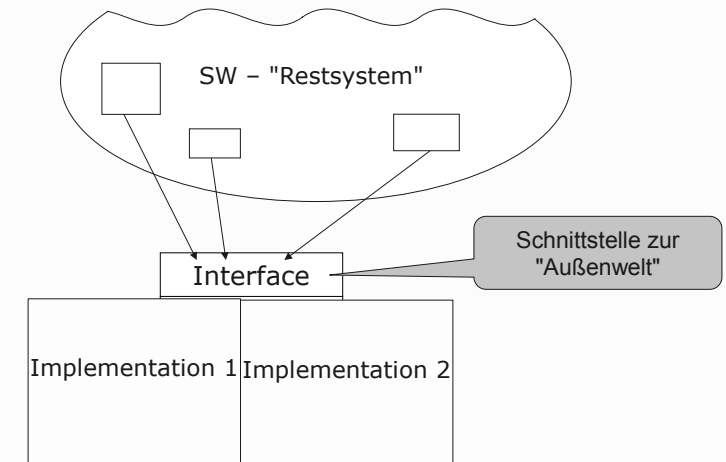 SW – "Restsystem"
Schnittstelle zur
"Außenwelt"
Interface
Implementation 1
Implementation 2